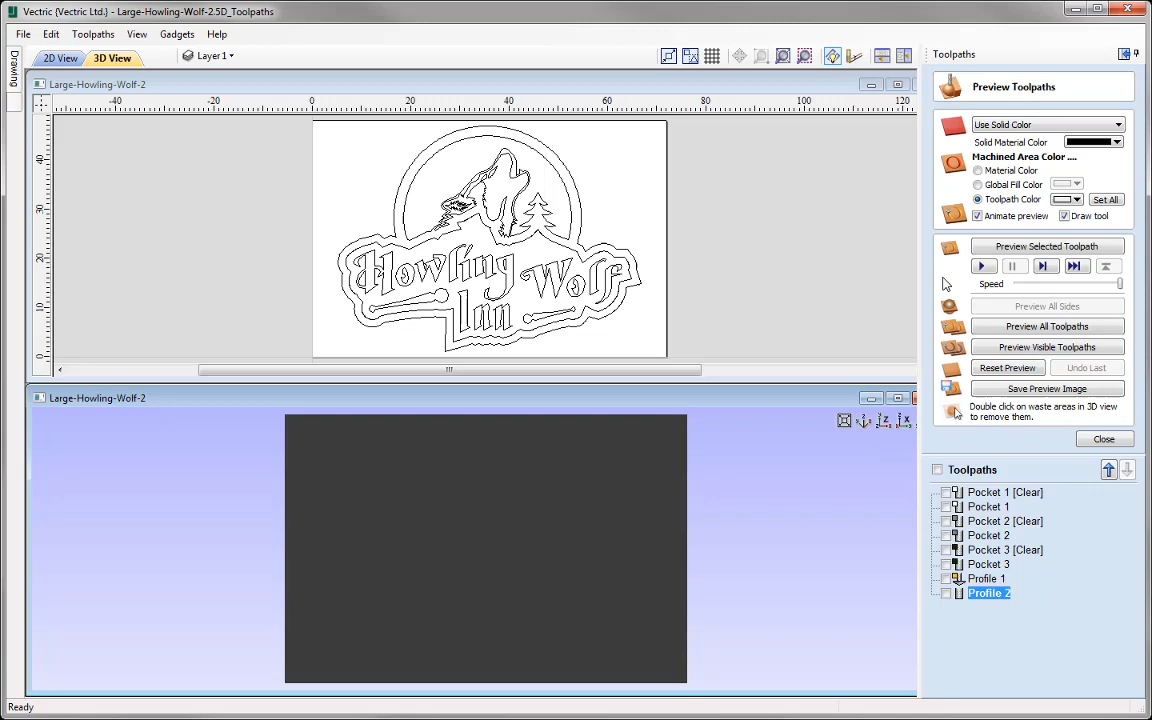 Vectric {Vectric Ltd.} - Large-Howling-Wolf-2.5D_Toolpaths
File Edit Toolpaths View Gadgets Help
Drawing
2D View 3D View Layer 1
Large-Howling-Wolf-2
-40 -20 0 20 40 60 80 100 120
40
30
20
10
0
Howling Wolf
Inn
Large-Howling-Wolf-2
Toolpaths
Preview Toolpaths
Use Solid Color
Solid Material Color
Machined Area Color ....
Material Color
Global Fill Color
Toolpath Color Set All
Animate preview Draw tool
Preview Selected Toolpath
Speed
Preview All Sides
Preview All Toolpaths
Preview Visible Toolpaths
Reset Preview Undo Last
Save Preview Image
Double click on waste areas in 3D view
to remove them.
Close
Toolpaths
Pocket 1 [Clear]
Pocket 1
Pocket 2 [Clear]
Pocket 2
Pocket 3 [Clear]
Pocket 3
Profile 1
Profile 2
Ready